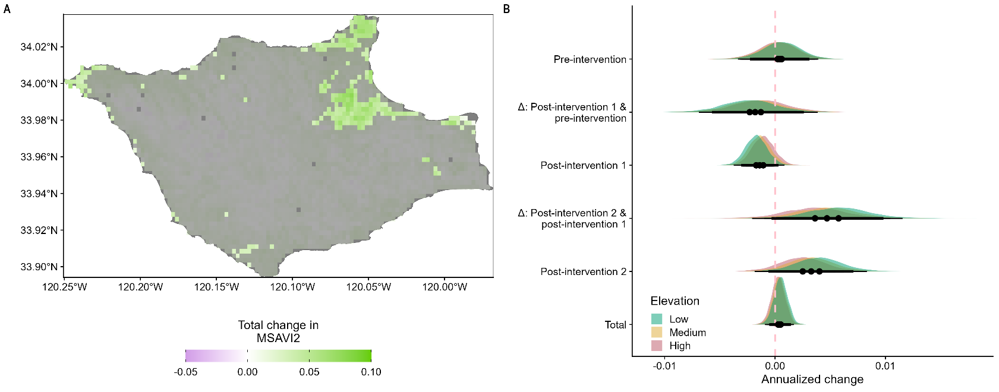 A
34.02°N
34.00°N
33.98°N
33.96°N
33.94°N
33.92°N
33.90°N
120.25°W 120.20°W 120.15°W 120.10°W 120.05°W 120.00°W
Total change in
MSAVI2
-0.05 0.00 0.05 0.10
B
Pre-intervention
Δ: Post-intervention 1 &
pre-intervention
Post-intervention 1
Δ: Post-intervention 2 &
post-intervention 1
Post-intervention 2
Total
Elevation
Low
Medium
High
-0.01 0.00 0.01
Annualized change